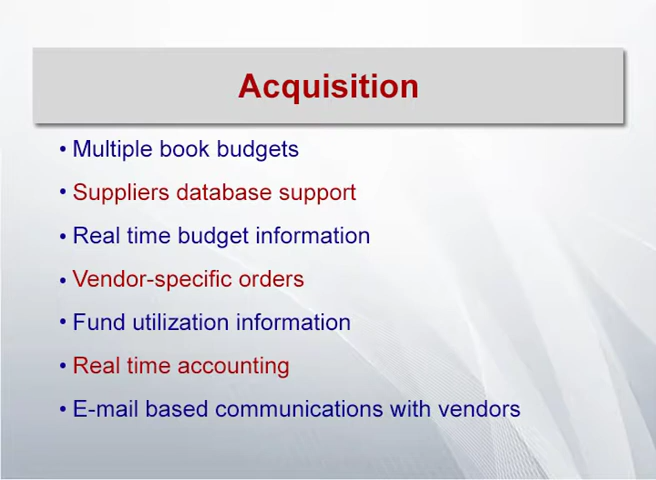 Acquisition
• Multiple book budgets
• Suppliers database support
• Real time budget information
• Vendor-specific orders
• Fund utilization information
• Real time accounting
• E-mail based communications with vendors